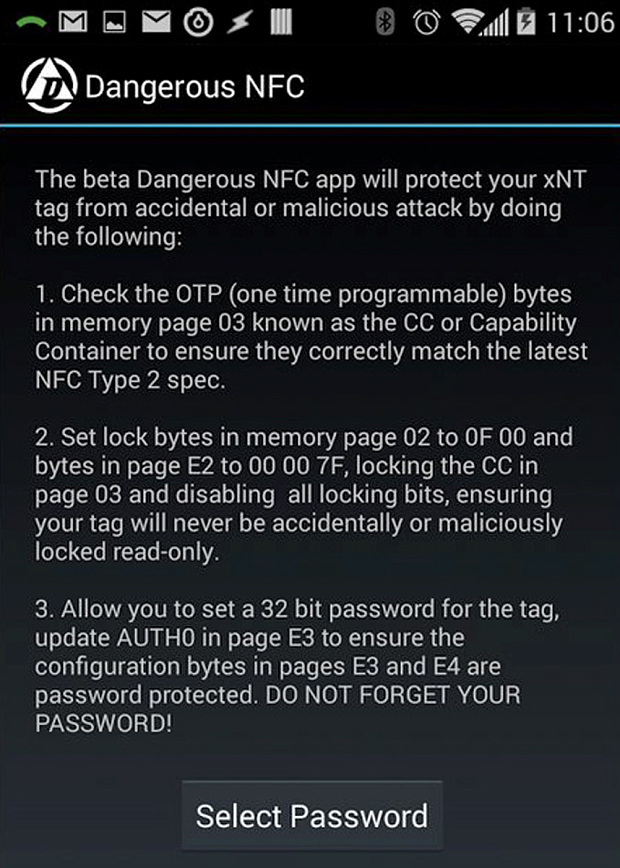 11:06
Dangerous NFC
The beta Dangerous NFC app will protect your xNT
tag from accidental or malicious attack by doing
the following:
1. Check the OTP (one time programmable) bytes
in memory page 03 known as the CC or Capability
Container to ensure they correctly match the latest
NFC Type 2 spec.
2. Set lock bytes in memory page 02 to 0F 00 and
bytes in page E2 to 00 00 7F, locking the CC in
page 03 and disabling  all locking bits, ensuring
your tag will never be accidentally or maliciously
locked read-only.
3. Allow you to set a 32 bit password for the tag,
update AUTH0 in page E3 to ensure the
configuration bytes in pages E3 and E4 are
password protected. DO NOT FORGET YOUR
PASSWORD!
Select Password